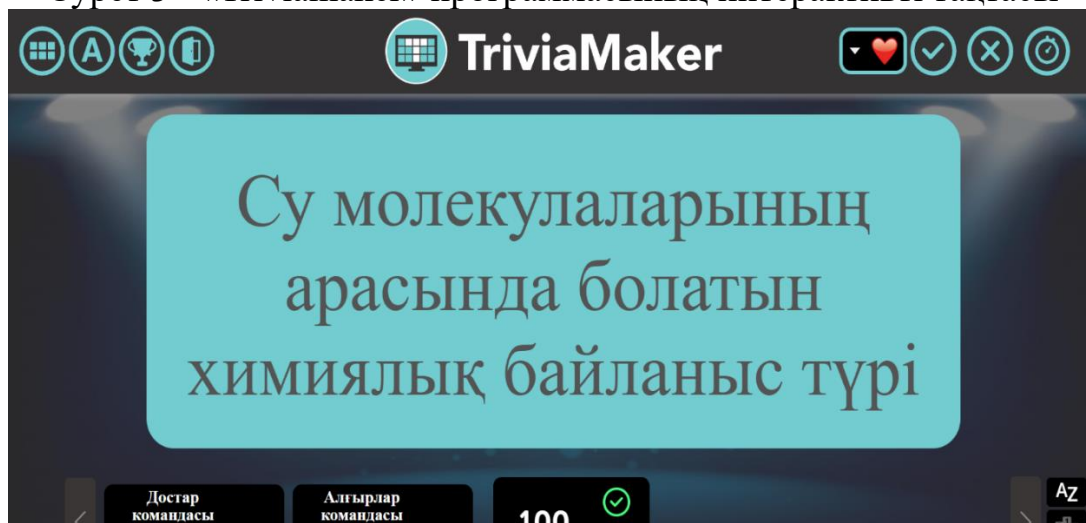 TriviaMaker
Су молекулаларының
арасында болатын
химиялық байланыс түрі
Достар
командасы
Алғырлар
командасы
100
AZ